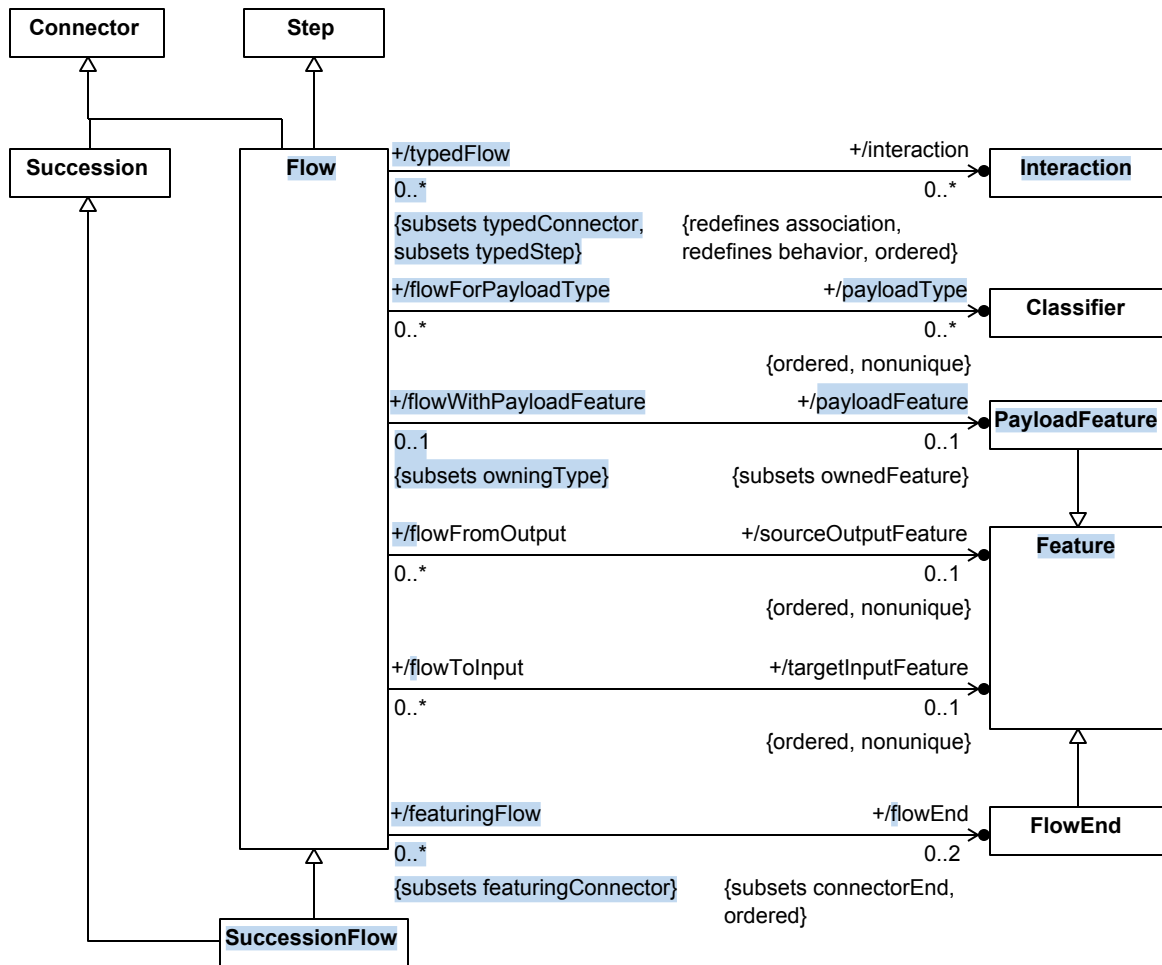 Connector
Step
Succession
Flow
+/typedFlow
+/interaction
Interaction
0..*
0..*
{subsets typedConnector,
subsets typedStep}
{redefines association,
redefines behavior, ordered}
+/flowForPayloadType
+/payloadType
Classifier
0..*
0..*
{ordered, nonunique}
+/flowWithPayloadFeature
+/payloadFeature
PayloadFeature
0..1
0..1
{subsets owningType}
{subsets ownedFeature}
+/flowFromOutput
+/sourceOutputFeature
Feature
0..*
0..1
{ordered, nonunique}
+/flowToInput
+/targetInputFeature
0..*
0..1
{ordered, nonunique}
+/featuringFlow
+/flowEnd
FlowEnd
0..*
0..2
{subsets featuringConnector}
{subsets connectorEnd,
ordered}
SuccessionFlow